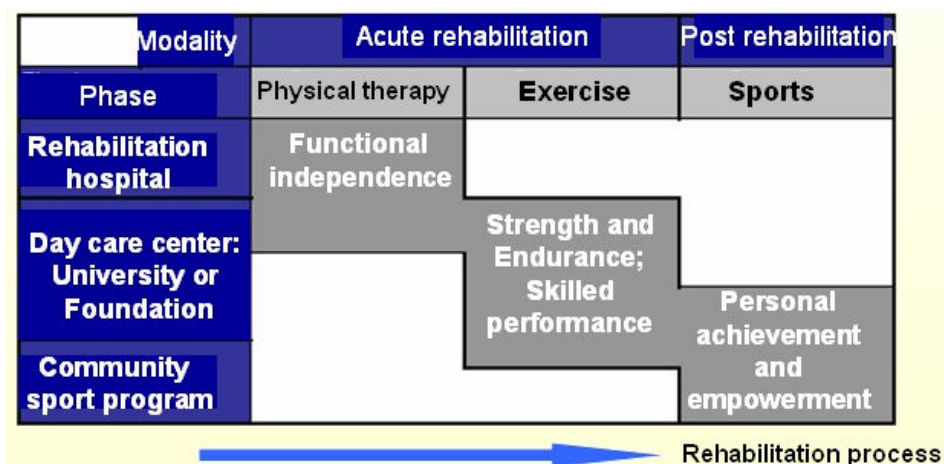 Modality
Acute rehabilitation
Post rehabilitation
Phase
Physical therapy
Exercise
Sports
Rehabilitation
hospital
Functional
independence
Day care center:
University or
Foundation
Strength and
Endurance;
Skilled
performance
Community
sport program
Personal
achievement
and
empowerment
Rehabilitation process